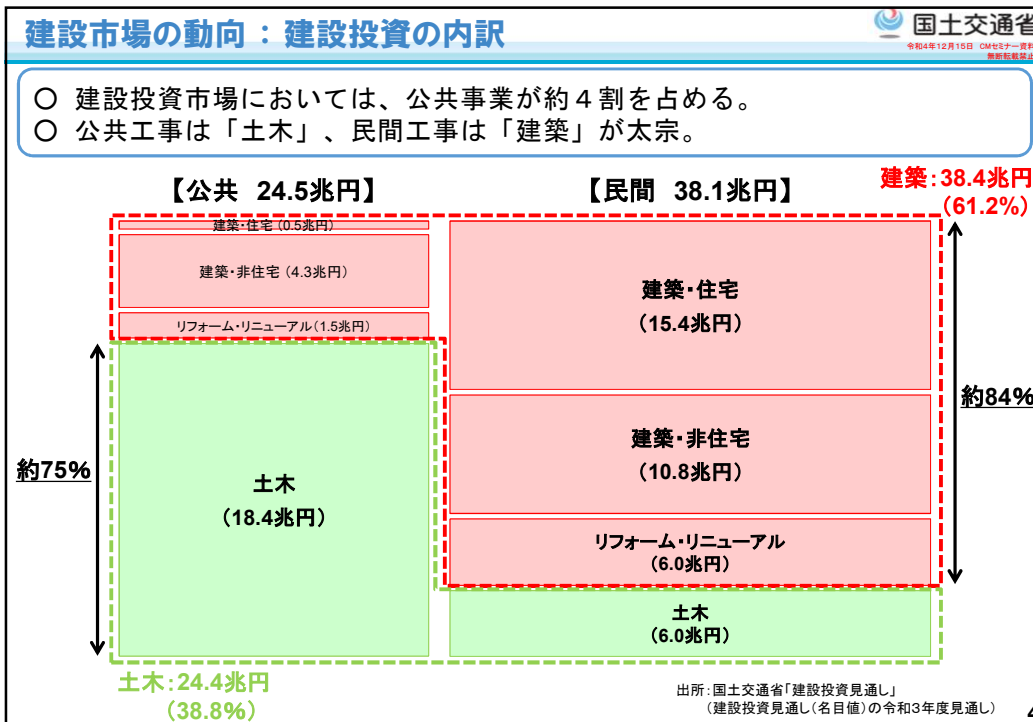 建設市場の動向：建設投資の内訳
国土交通省
令和4年12月15日 CMセミナー資料
無断転載禁止
○ 建設投資市場においては、公共事業が約４割を占める。
○ 公共工事は「土木」、民間工事は「建築」が太宗。
【公共 24.5兆円】
【民間 38.1兆円】
建築：38.4兆円
（61.2%）
建築・住宅（0.5兆円）
建築・非住宅（4.3兆円）
リフォーム・リニューアル（1.5兆円）
建築・住宅
（15.4兆円）
建築・非住宅
（10.8兆円）
リフォーム・リニューアル
（6.0兆円）
約84%
約75%
土木
（18.4兆円）
土木
（6.0兆円）
土木：24.4兆円
（38.8%）
出所：国土交通省「建設投資見通し」
（建設投資見通し（名目値）の令和3年度見通し）
4